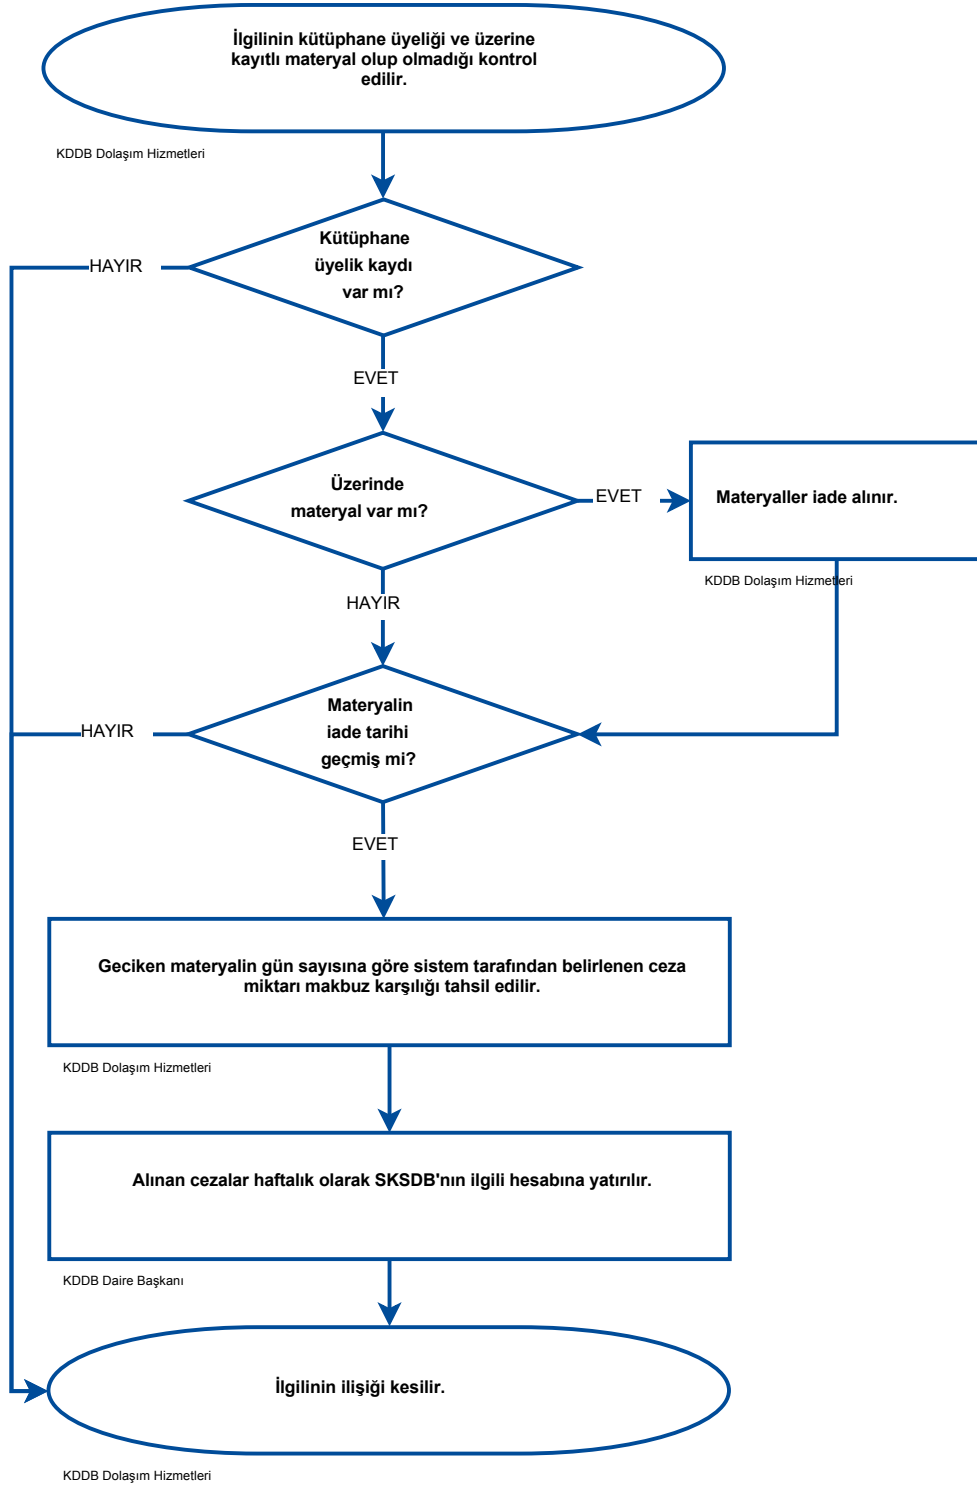 İlgilinin kütüphane üyeliği ve üzerine
kayıtlı materyal olup olmadığı kontrol
edilir.
KDDB Dolaşım Hizmetleri
Kütüphane
üyelik kaydı
var mı?
HAYIR
EVET
Üzerinde
materyal var mı?
EVET
Materyaller iade alınır.
KDDB Dolaşım Hizmetleri
HAYIR
Materyalin
iade tarihi
geçmiş mi?
HAYIR
EVET
Geciken materyalin gün sayısına göre sistem tarafından belirlenen ceza
miktarı makbuz karşılığı tahsil edilir.
KDDB Dolaşım Hizmetleri
Alınan cezalar haftalık olarak SKSDB'nın ilgili hesabına yatırılır.
KDDB Daire Başkanı
İlgilinin ilişiği kesilir.
KDDB Dolaşım Hizmetleri